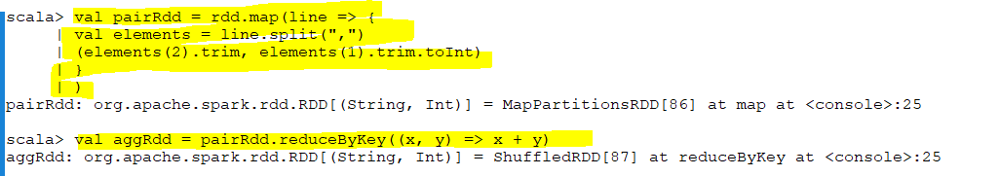 scala> val pairRdd = rdd.map(line => {
| val elements = line.split(",")
| (elements(2).trim, elements(1).trim.toInt)
| }
| )
pairRdd: org.apache.spark.rdd.RDD[(String, Int)] = MapPartitionsRDD[86] at map at <console>:25
scala> val aggRdd = pairRdd.reduceByKey((x, y) => x + y)
aggRdd: org.apache.spark.rdd.RDD[(String, Int)] = ShuffledRDD[87] at reduceByKey at <console>:25